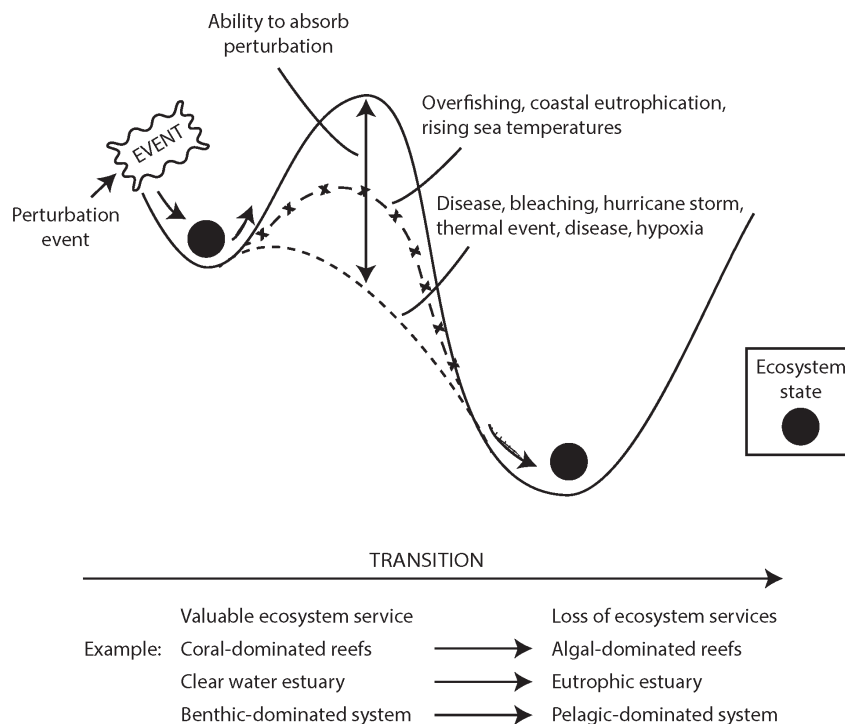 Ability to absorb
perturbation
EVENT
Overfishing, coastal eutrophication,
rising sea temperatures
Perturbation
event
Disease, bleaching, hurricane storm,
thermal event, disease, hypoxia
Ecosystem
state
TRANSITION
Valuable ecosystem service Loss of ecosystem services
Example: Coral-dominated reefs Algal-dominated reefs
Clear water estuary Eutrophic estuary
Benthic-dominated system Pelagic-dominated system